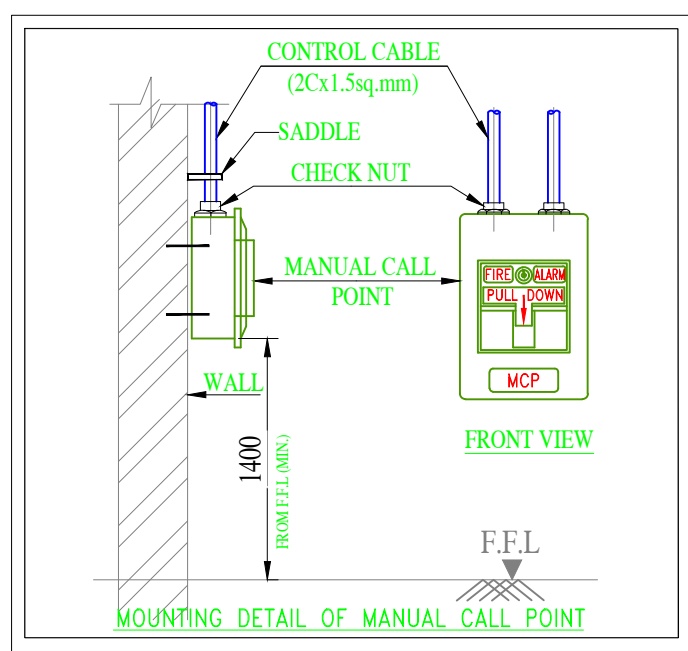 CONTROL CABLE
(2Cx1.5sq.mm)
SADDLE
CHECK NUT
MANUAL CALL
POINT
FIRE ALARM
PULL DOWN
MCP
WALL
FRONT VIEW
1400
FROM F.F.L (MIN.)
F.F.L
MOUNTING DETAIL OF MANUAL CALL POINT